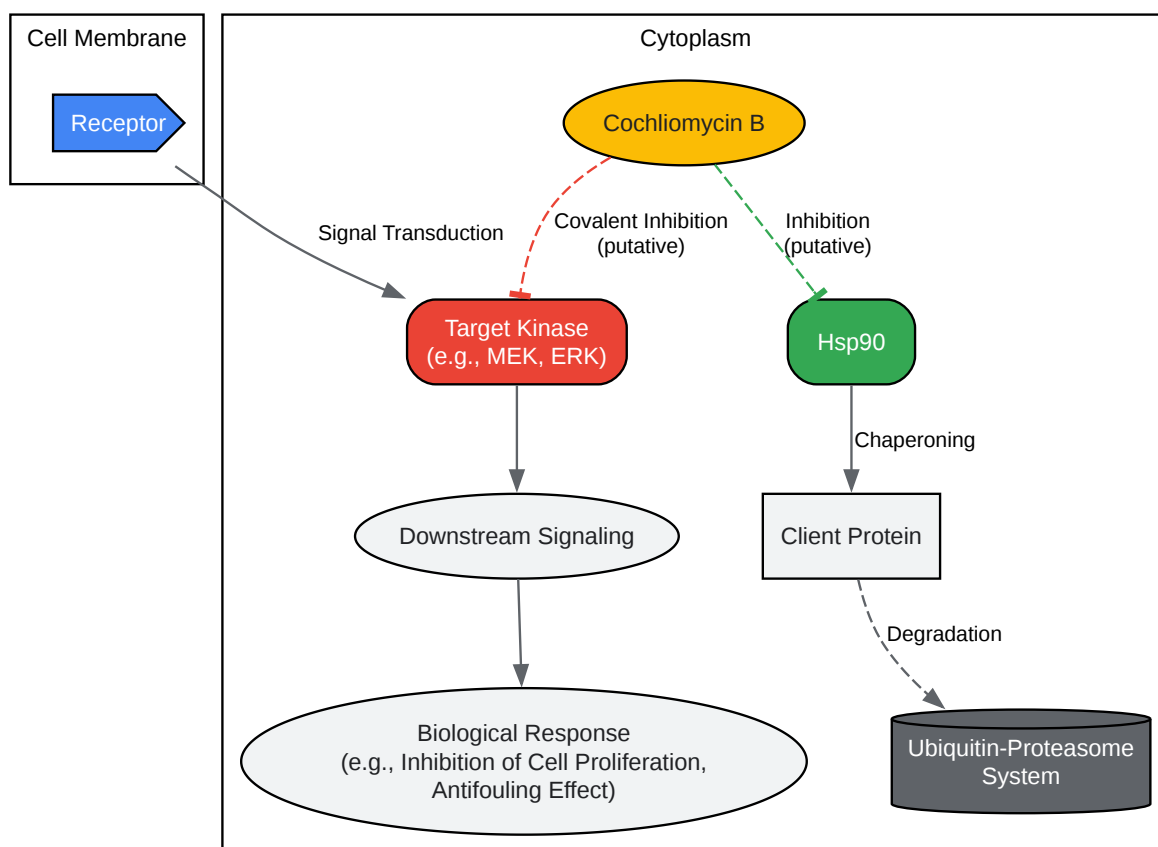 Cell Membrane
Cytoplasm
Receptor
Cochliomycin B
Signal Transduction
Covalent Inhibition
(putative)
Inhibition
(putative)
Target Kinase
(e.g., MEK, ERK)
Hsp90
Chaperoning
Downstream Signaling
Client Protein
Degradation
Biological Response
(e.g., Inhibition of Cell Proliferation,
Antifouling Effect)
Ubiquitin-Proteasome
System